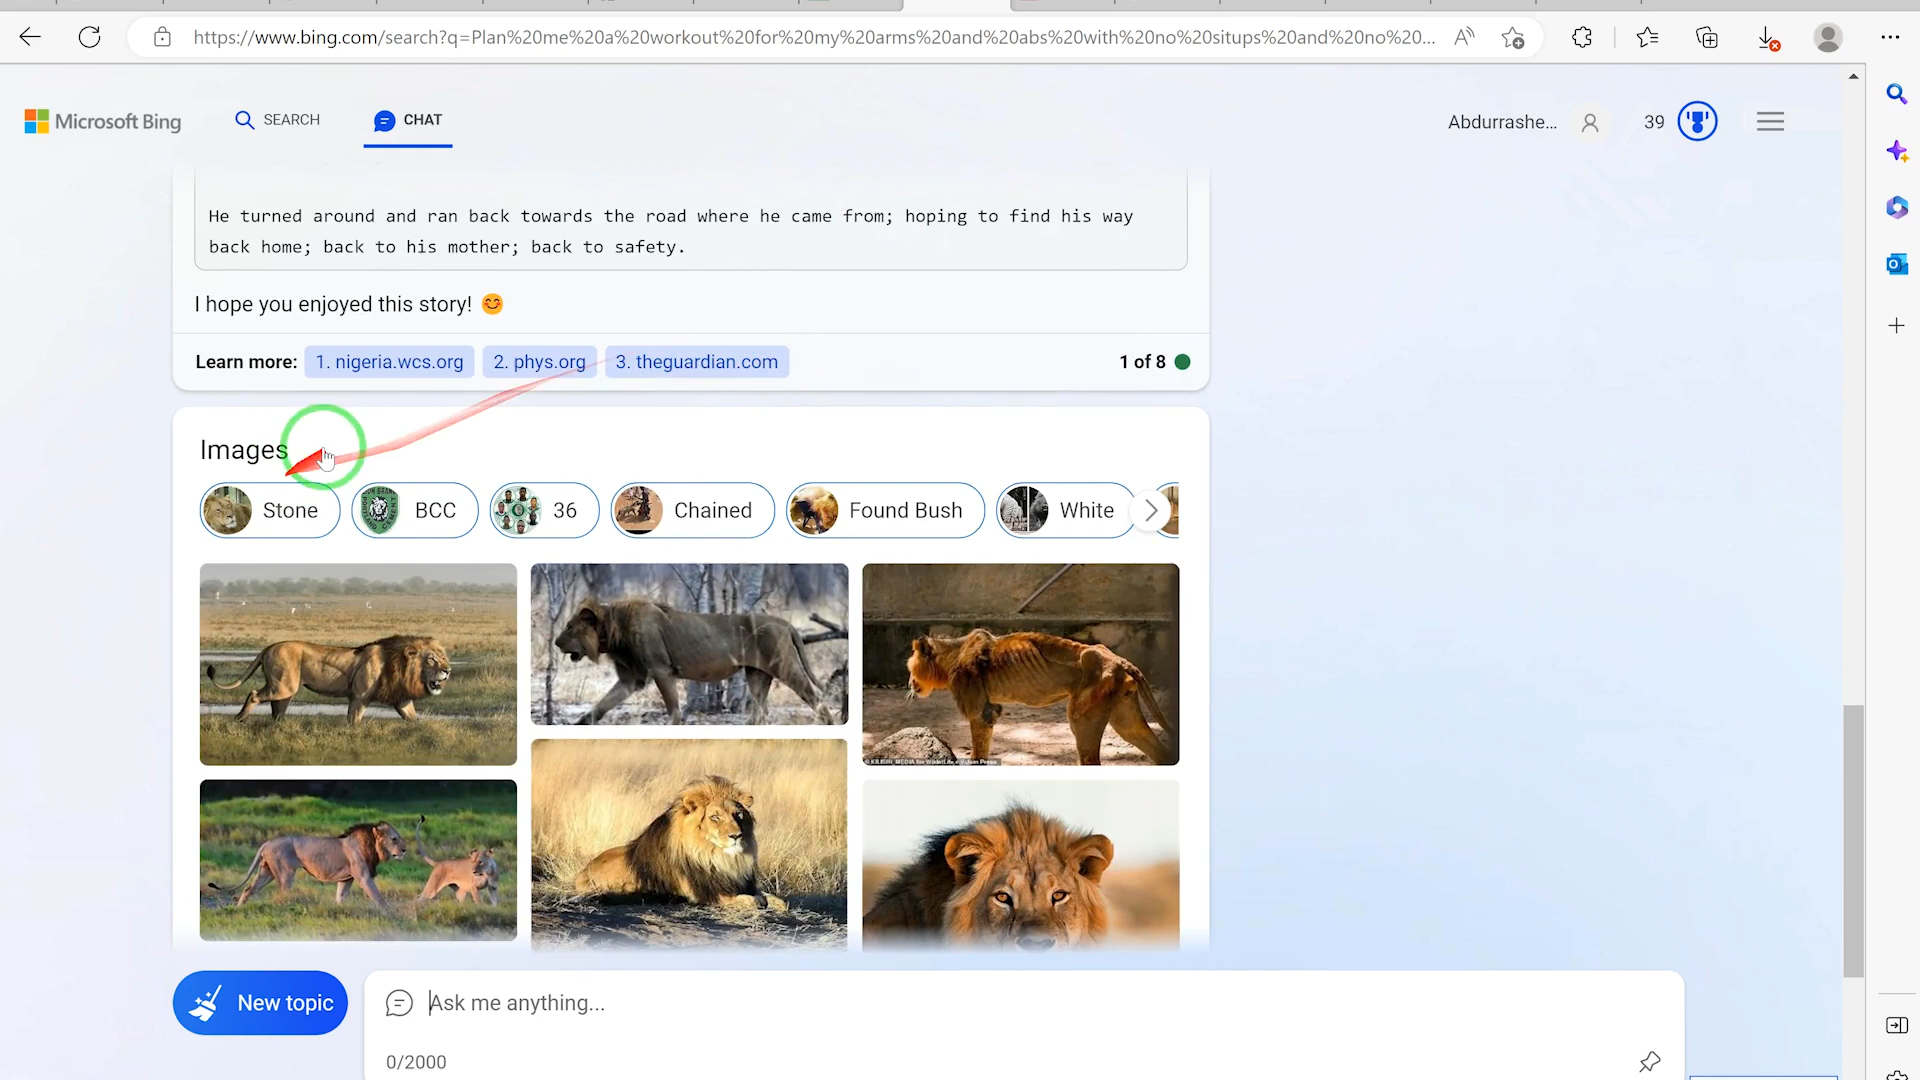 https://www.bing.com/search?q=Plan%20me%20a%20workout%20for%20my%20arms%20and%20abs%20with%20no%20situps%20and%20no%20...
Microsoft Bing
SEARCH
CHAT
Abdurrashe...
39
He turned around and ran back towards the road where he came from; hoping to find his way
back home; back to his mother; back to safety.
I hope you enjoyed this story! 😊
Learn more: 1. nigeria.wcs.org 2. phys.org 3. theguardian.com 1 of 8
Images
Stone BCC 36 Chained Found Bush White
New topic
Ask me anything...
0/2000